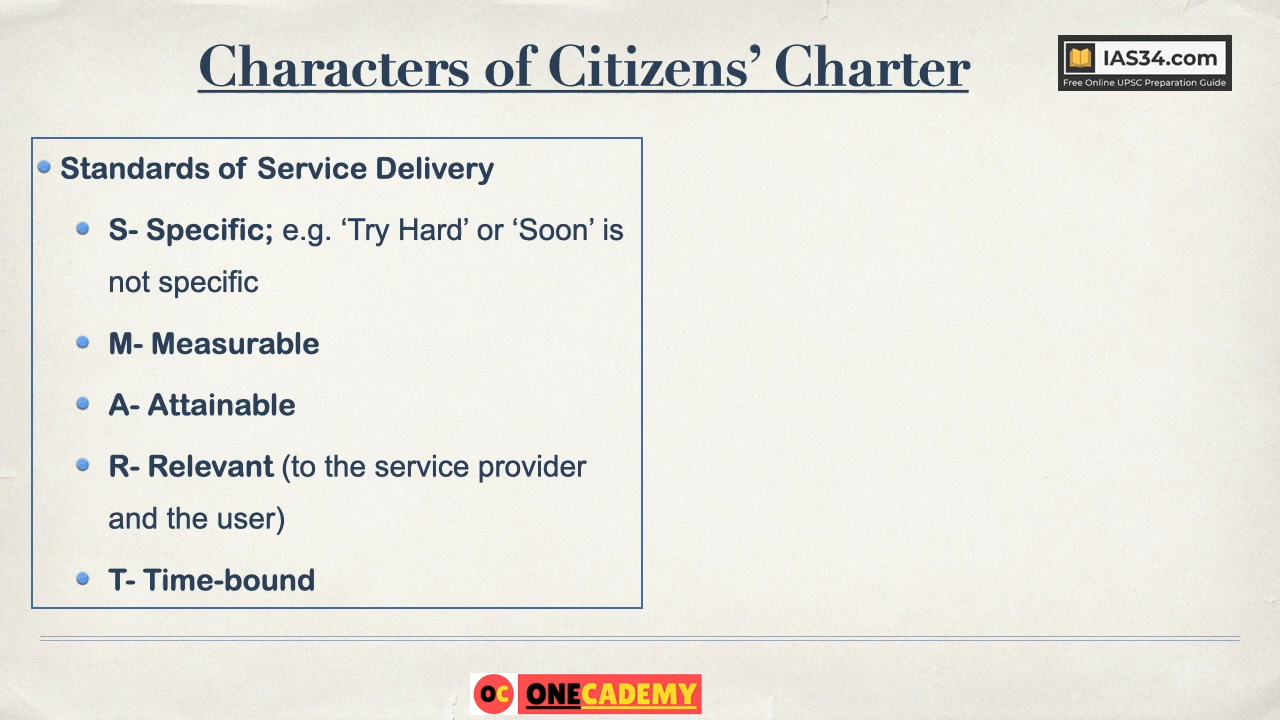 Characters of Citizens’ Charter
IAS34.com
Free Online UPSC Preparation Guide
Standards of Service Delivery
S- Specific; e.g. ‘Try Hard’ or ‘Soon’ is
not specific
M- Measurable
A- Attainable
R- Relevant (to the service provider
and the user)
T- Time-bound
OC ONECADEMY